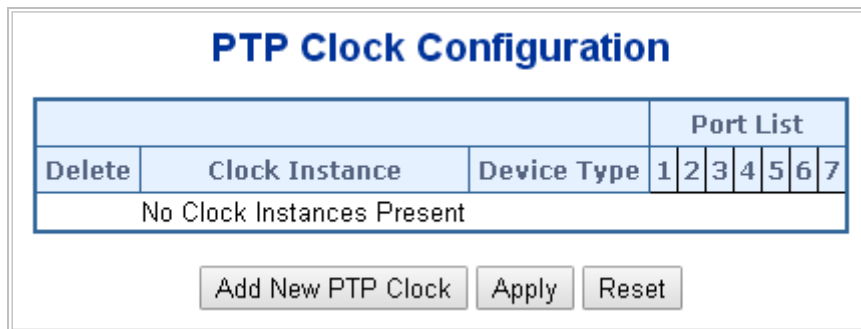 PTP Clock Configuration
Port List
Delete Clock Instance Device Type 1 2 3 4 5 6 7
No Clock Instances Present
Add New PTP Clock Apply Reset